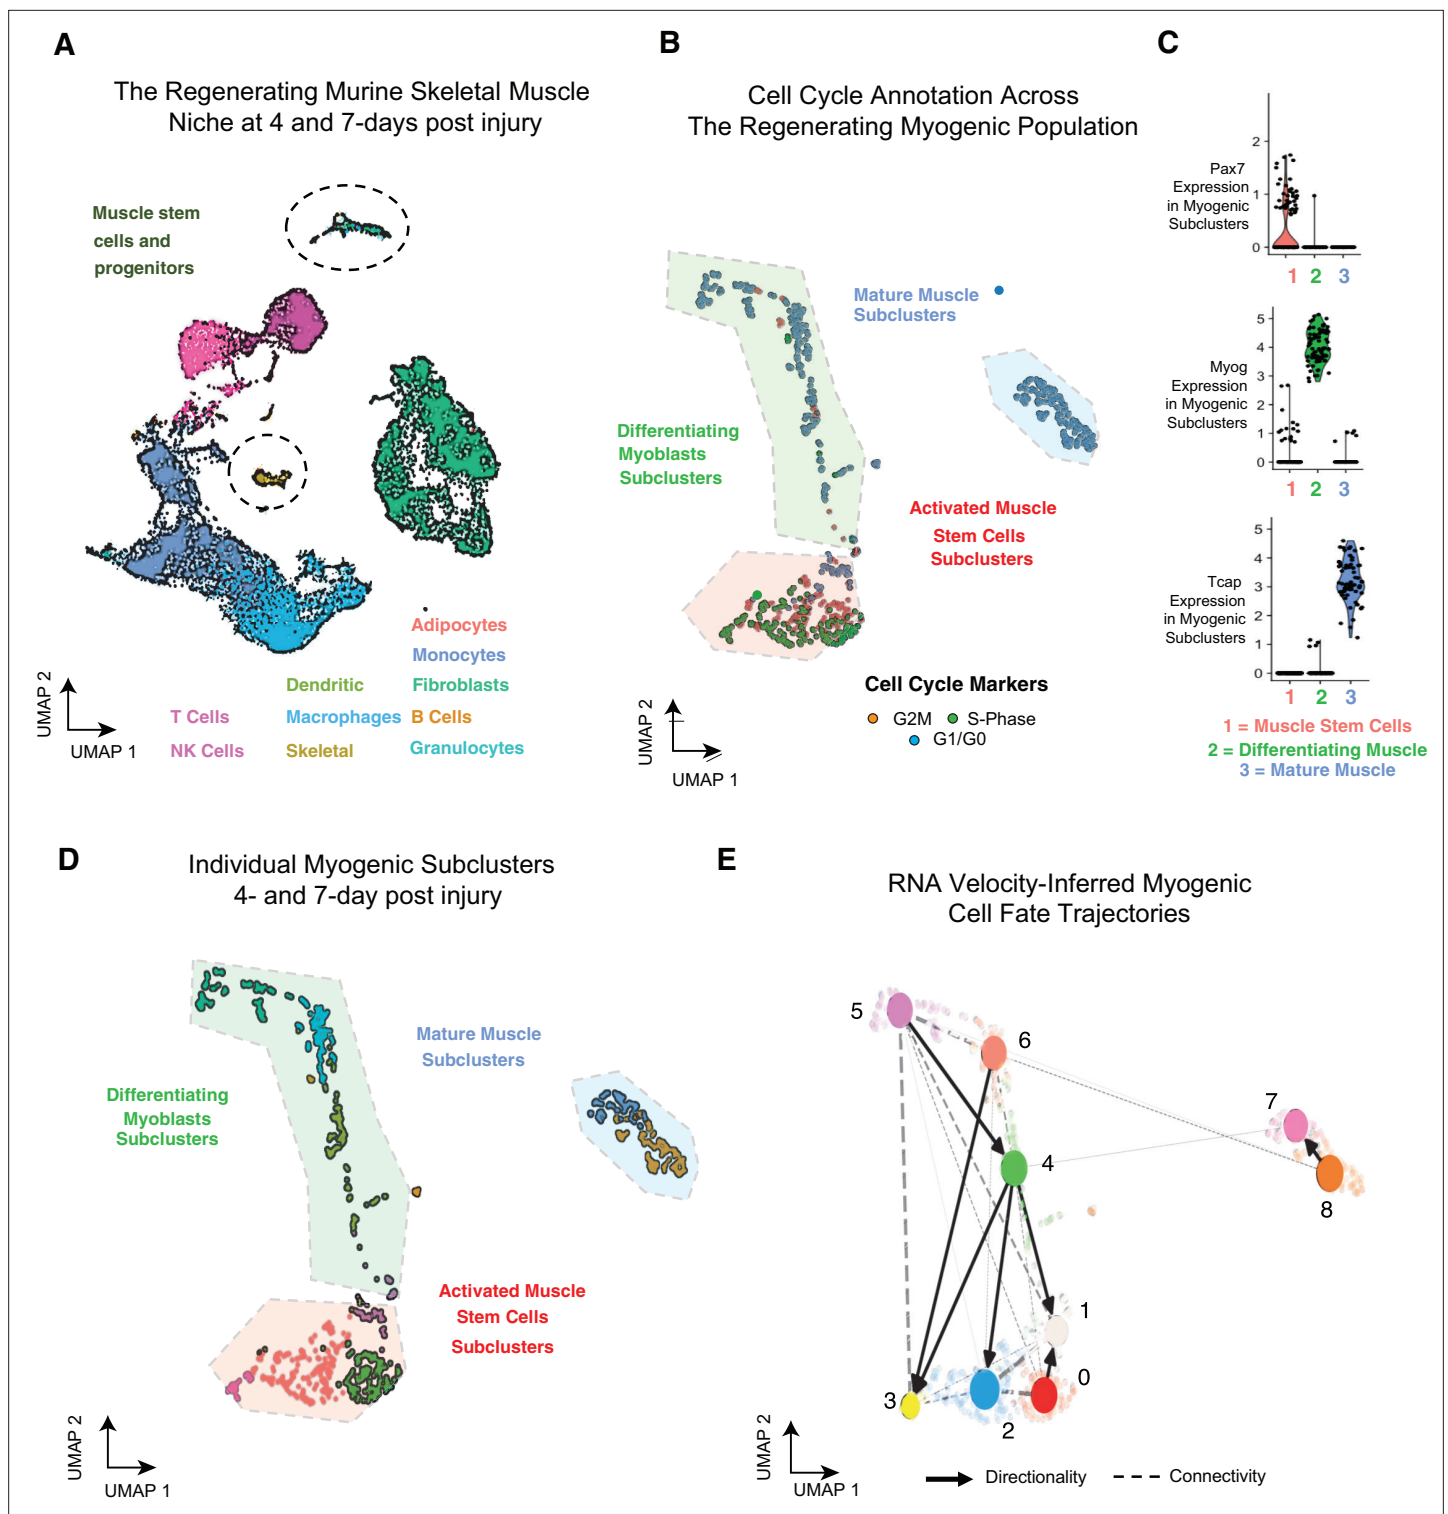 A
The Regenerating Murine Skeletal Muscle
Niche at 4 and 7-days post injury
Muscle stem
cells and
progenitors
Adipocytes
Monocytes
Dendritic
Fibroblasts
T Cells
Macrophages
B Cells
NK Cells
Skeletal
Granulocytes
UMAP 2
UMAP 1
B
Cell Cycle Annotation Across
The Regenerating Myogenic Population
Mature Muscle
Subclusters
Differentiating
Myoblasts
Subclusters
Activated Muscle
Stem Cells
Subclusters
Cell Cycle Markers
G2M
S-Phase
G1/G0
UMAP 2
UMAP 1
C
Pax7
Expression
in Myogenic
Subclusters
2
1
0
1 2 3
Myog
Expression
in Myogenic
Subclusters
5
4
3
2
1
0
1 2 3
Tcap
Expression
in Myogenic
Subclusters
5
4
3
2
1
0
1 2 3
1 = Muscle Stem Cells
2 = Differentiating Muscle
3 = Mature Muscle
D
Individual Myogenic Subclusters
4- and 7-day post injury
Mature Muscle
Subclusters
Differentiating
Myoblasts
Subclusters
Activated Muscle
Stem Cells
Subclusters
UMAP 2
UMAP 1
E
RNA Velocity-Inferred Myogenic
Cell Fate Trajectories
5
6
7
4
8
1
0
3
2
UMAP 2
UMAP 1
Directionality
Connectivity